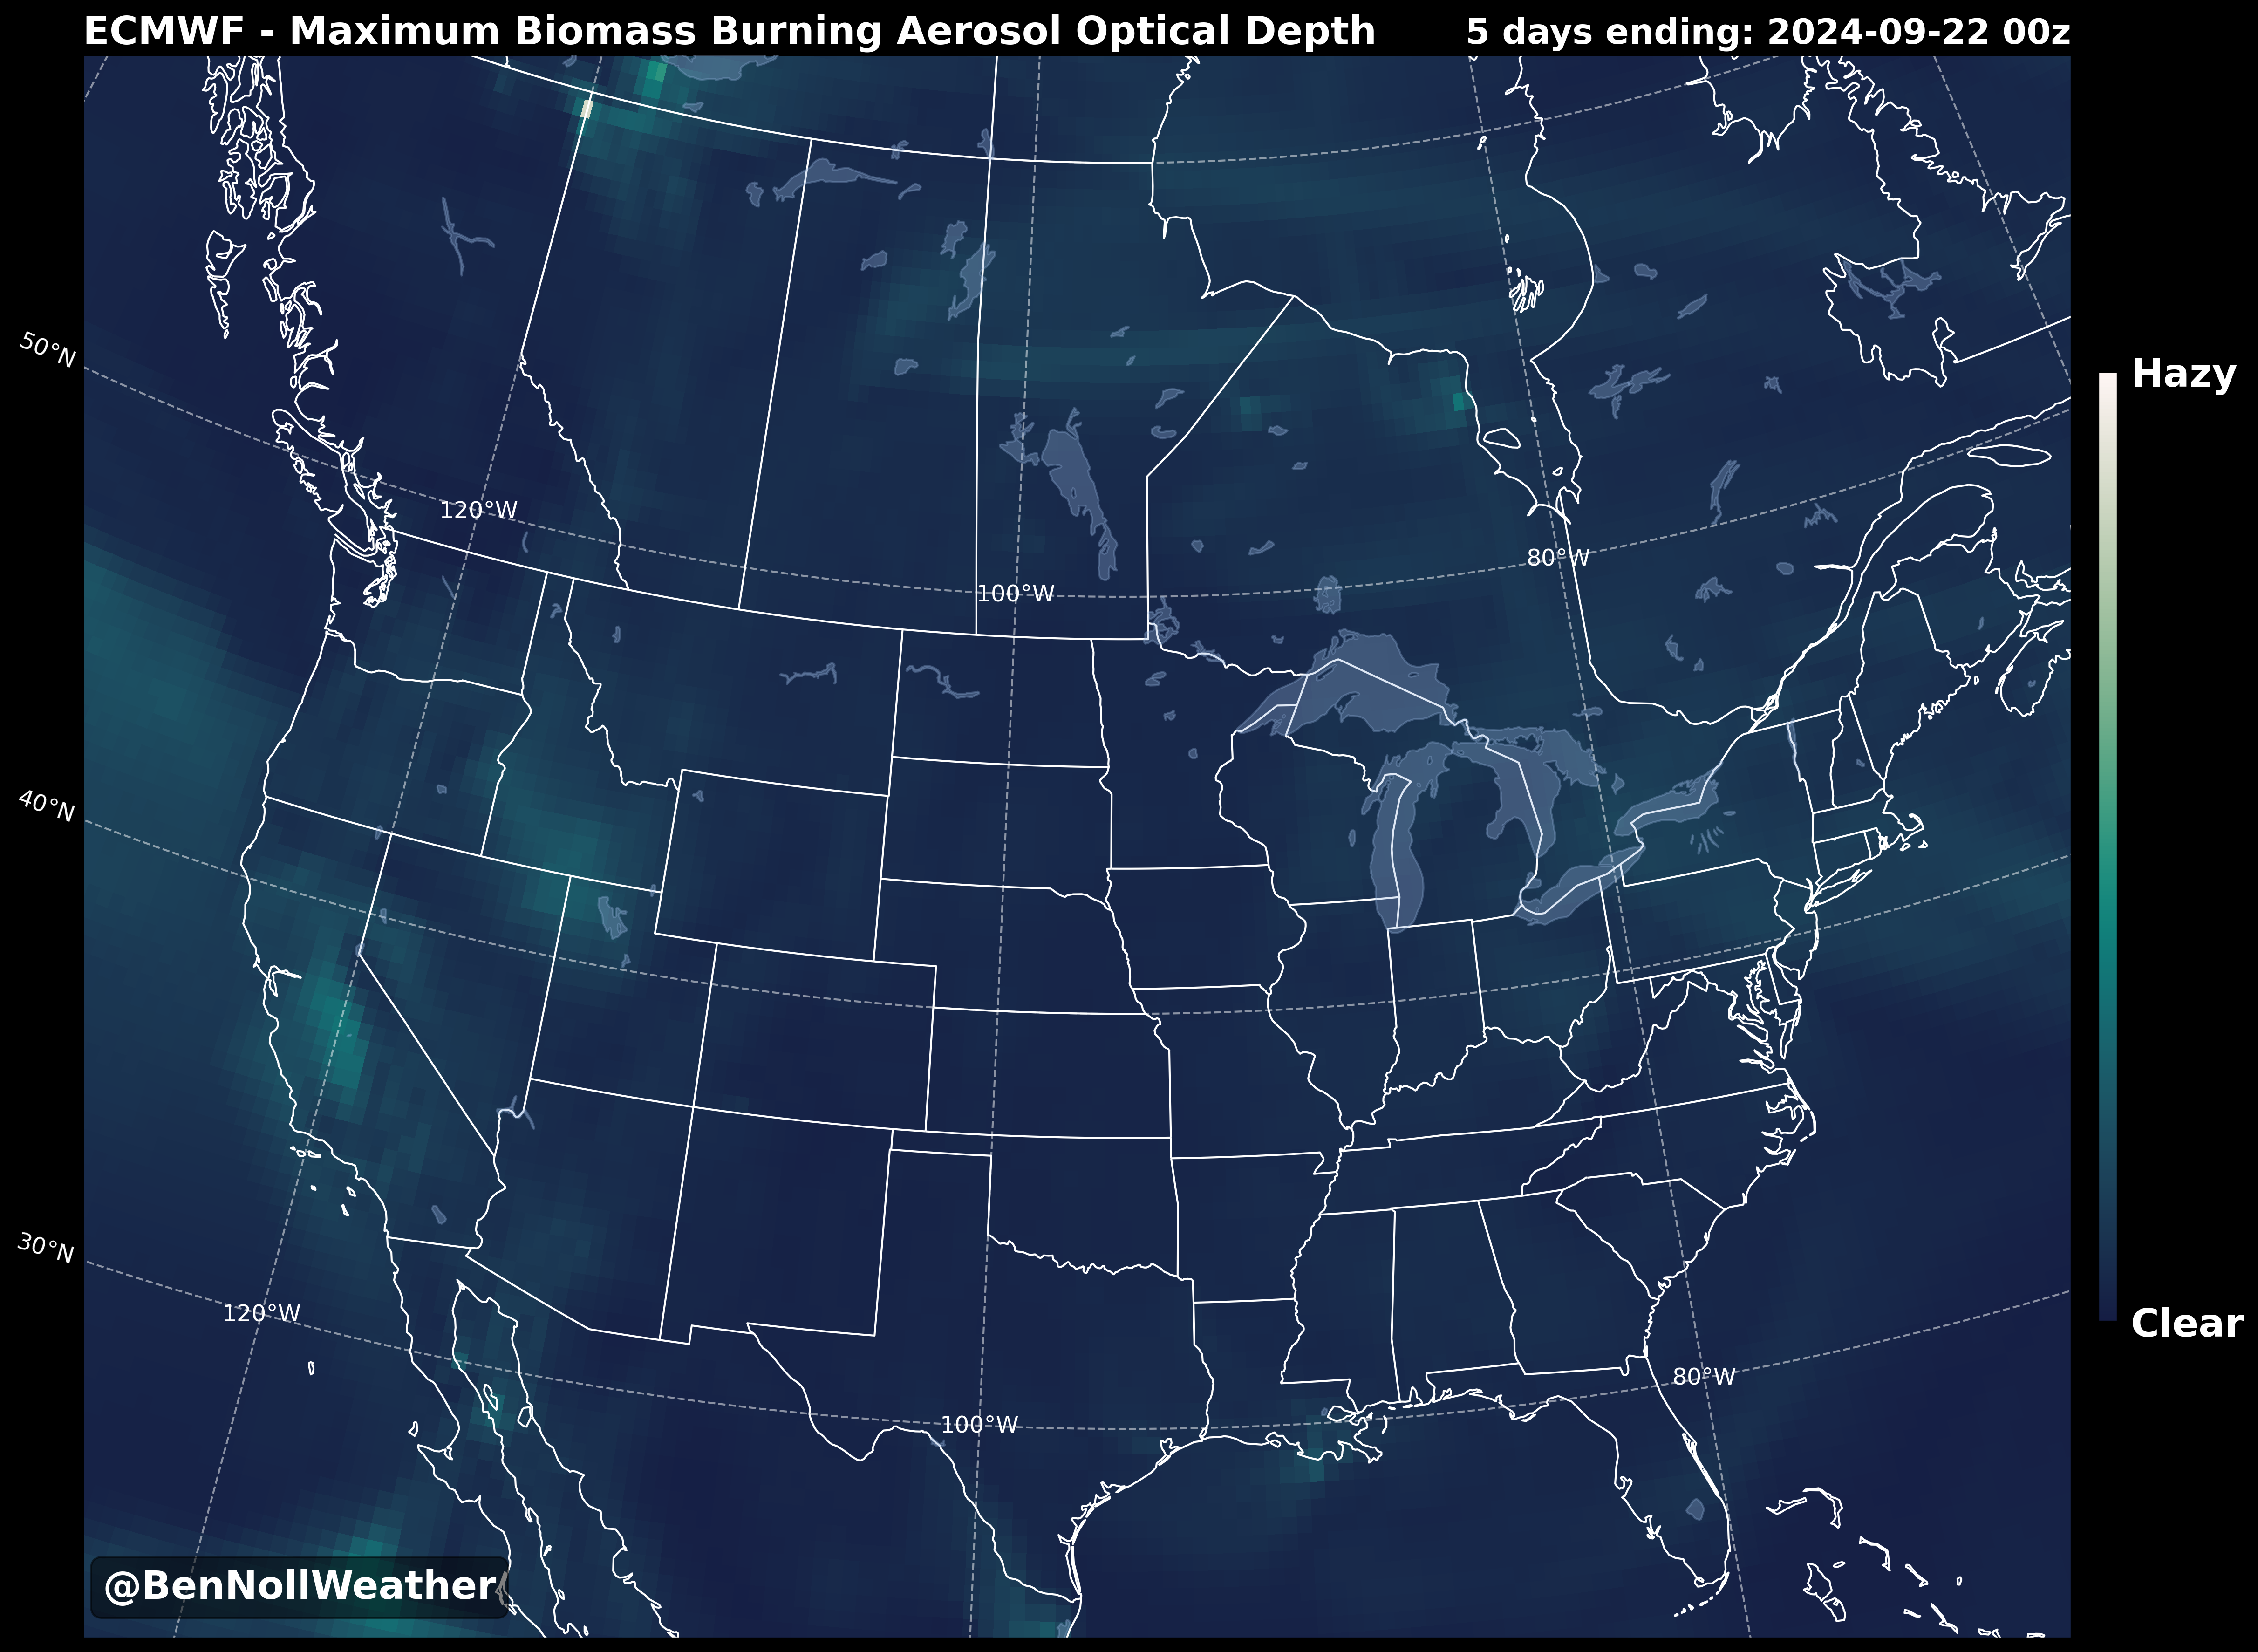 ECMWF - Maximum Biomass Burning Aerosol Optical Depth
5 days ending: 2024-09-22 00z
50°N
Hazy
120°W
80°W
100°W
40°N
30°N
120°W
Clear
80°W
100°W
@BenNollWeather